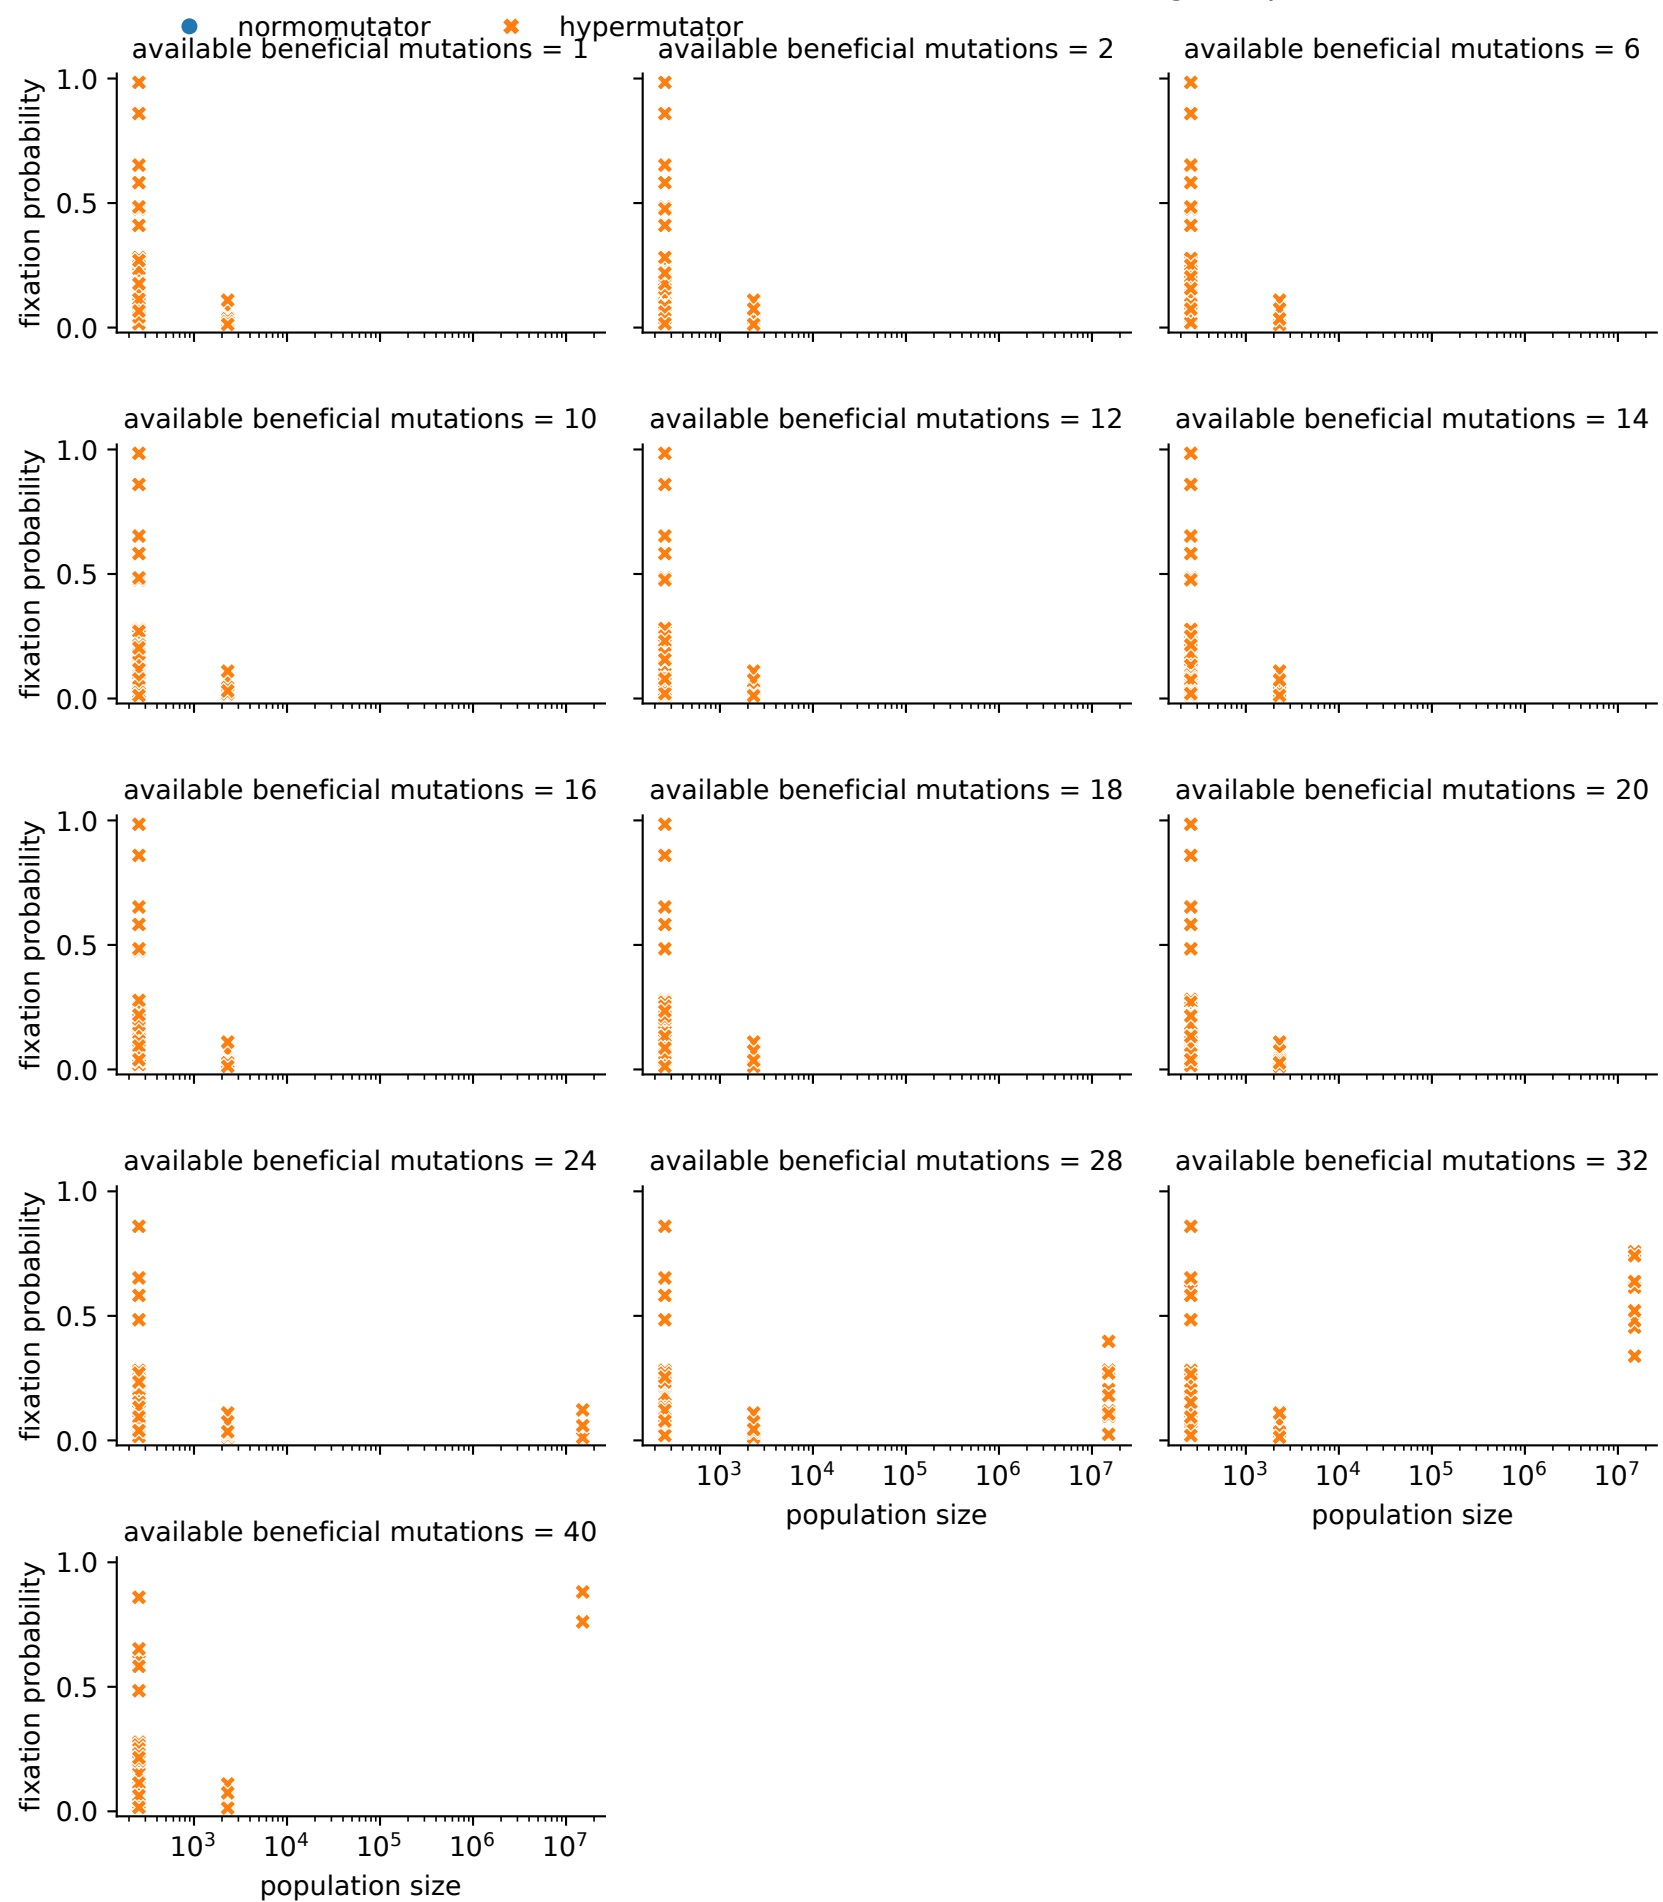 normomutator hypermutator
available beneficial mutations = 1 available beneficial mutations = 2 available beneficial mutations = 6
1.0
0.5
0.0
fixation probability
available beneficial mutations = 10 available beneficial mutations = 12 available beneficial mutations = 14
1.0
0.5
0.0
fixation probability
available beneficial mutations = 16 available beneficial mutations = 18 available beneficial mutations = 20
1.0
0.5
0.0
fixation probability
available beneficial mutations = 24 available beneficial mutations = 28 available beneficial mutations = 32
1.0
0.5
0.0
fixation probability
10³ 10⁴ 10⁵ 10⁶ 10⁷ 10³ 10⁴ 10⁵ 10⁶ 10⁷
population size population size
available beneficial mutations = 40
1.0
0.5
0.0
fixation probability
10³ 10⁴ 10⁵ 10⁶ 10⁷
population size